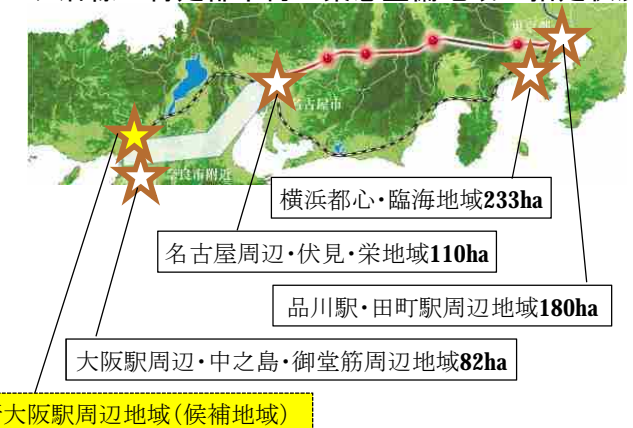 名古屋市
奈良市附近
横浜都心・臨海地域233ha
名古屋周辺・伏見・栄地域110ha
品川駅・田町駅周辺地域180ha
大阪駅周辺・中之島・御堂筋周辺地域82ha
大阪駅周辺地域(候補地域)